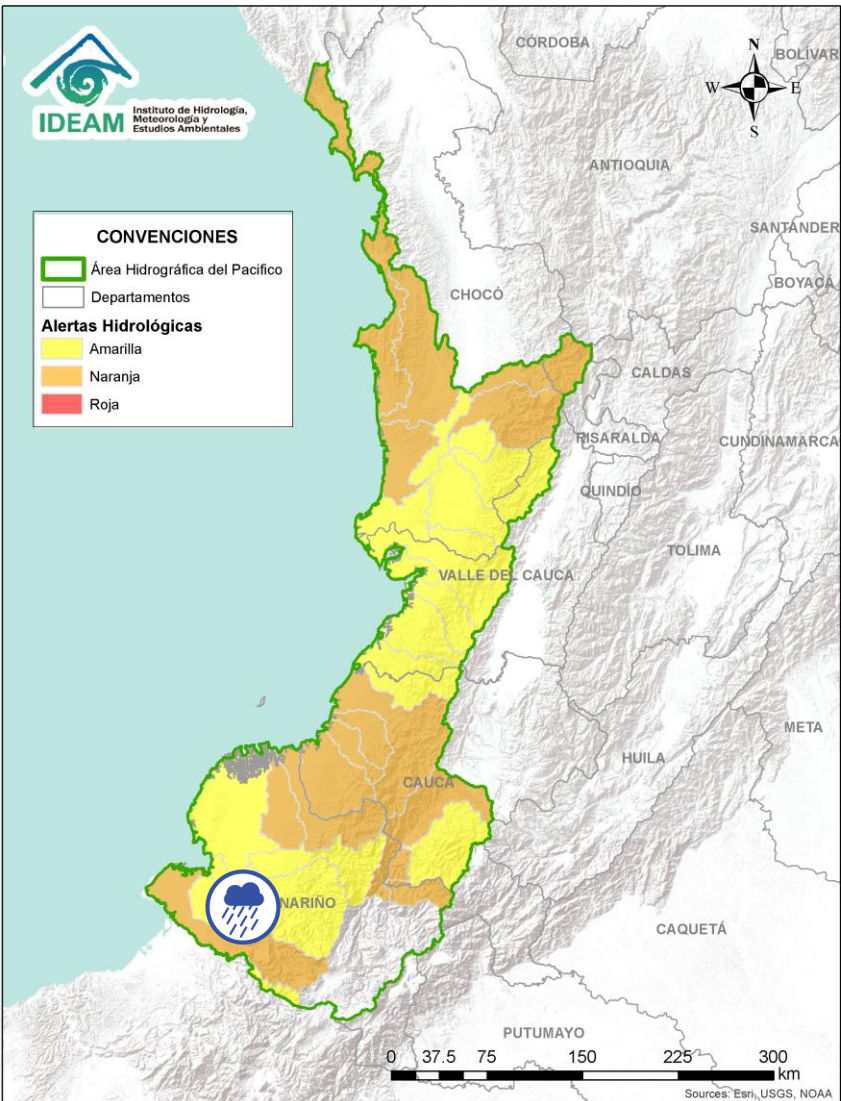 IDEAM
Instituto de Hidrología,
Meteorología y
Estudios Ambientales
N
W
E
S
CONVENCIONES
Área Hidrográfica del Pacifico
Departamentos
Alertas Hidrológicas
Amarilla
Naranja
Roja
CÓRDOBA
BOLIVAR
ANTIOQUIA
SANTANDER
BOYACÁ
CHOCÓ
CALDAS
RISARALDA
CUNDINAMARCA
QUINDÍO
TOLIMA
VALLE DEL CAUCA
META
HUILA
CAUCA
NARIÑO
CAQUETÁ
PUTUMAYO
0 37.5 75 150 225 300
km
Sources: Esri, USGS, NOAA